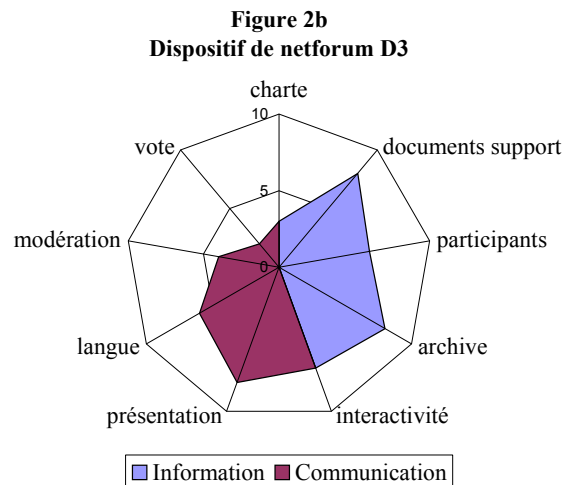 Figure 2b
Dispositif de netforum D3
charte
10
vote
documents support
5
modération
participants
0
langue
archive
présentation
interactivité
Information
Communication